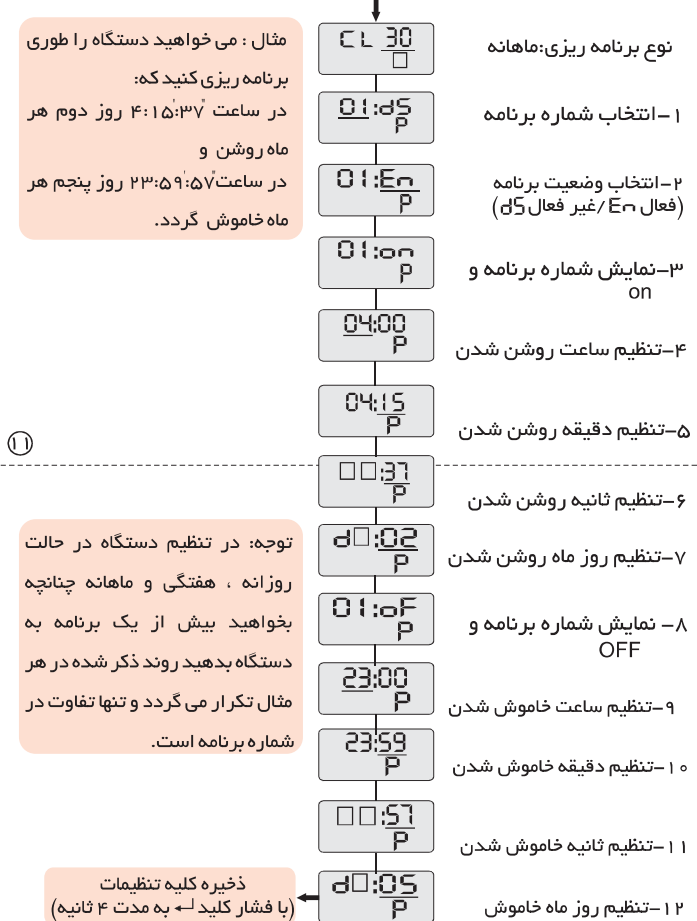 مثال : می خواهید دستگاه را طوری
برنامه ریزی کنید که:
در ساعت ۴:۱۵':۳۷" روز دوم هر
ماه روشن و
در ساعت ۲۳:۵۹':۵۷" روز پنجم هر
ماه خاموش گردد.
نوع برنامه ریزی:ماهانه
CL 30
□
۱-انتخاب شماره برنامه
01:dS
P
۲-انتخاب وضعیت برنامه
(فعال En /غیر فعال dS)
01:En
P
۳-نمایش شماره برنامه و
on
01:on
P
۴-تنظیم ساعت روشن شدن
04:00
P
۵-تنظیم دقیقه روشن شدن
04:15
P
۱۱
۶-تنظیم ثانیه روشن شدن
□□:37
P
۷-تنظیم روز ماه روشن شدن
d□:02
P
۸- نمایش شماره برنامه و
OFF
01:oF
P
۹-تنظیم ساعت خاموش شدن
23:00
P
۱۰-تنظیم دقیقه خاموش شدن
23:59
P
۱۱-تنظیم ثانیه خاموش شدن
□□:57
P
۱۲-تنظیم روز ماه خاموش
d□:05
P
توجه: در تنظیم دستگاه در حالت
روزانه ، هفتگی و ماهانه چنانچه
بخواهید بیش از یک برنامه به
دستگاه بدهید روند ذکر شده در هر
مثال تکرار می گردد و تنها تفاوت در
شماره برنامه است.
ذخیره کلیه تنظیمات
(با فشار کلید ↵ به مدت ۴ ثانیه)